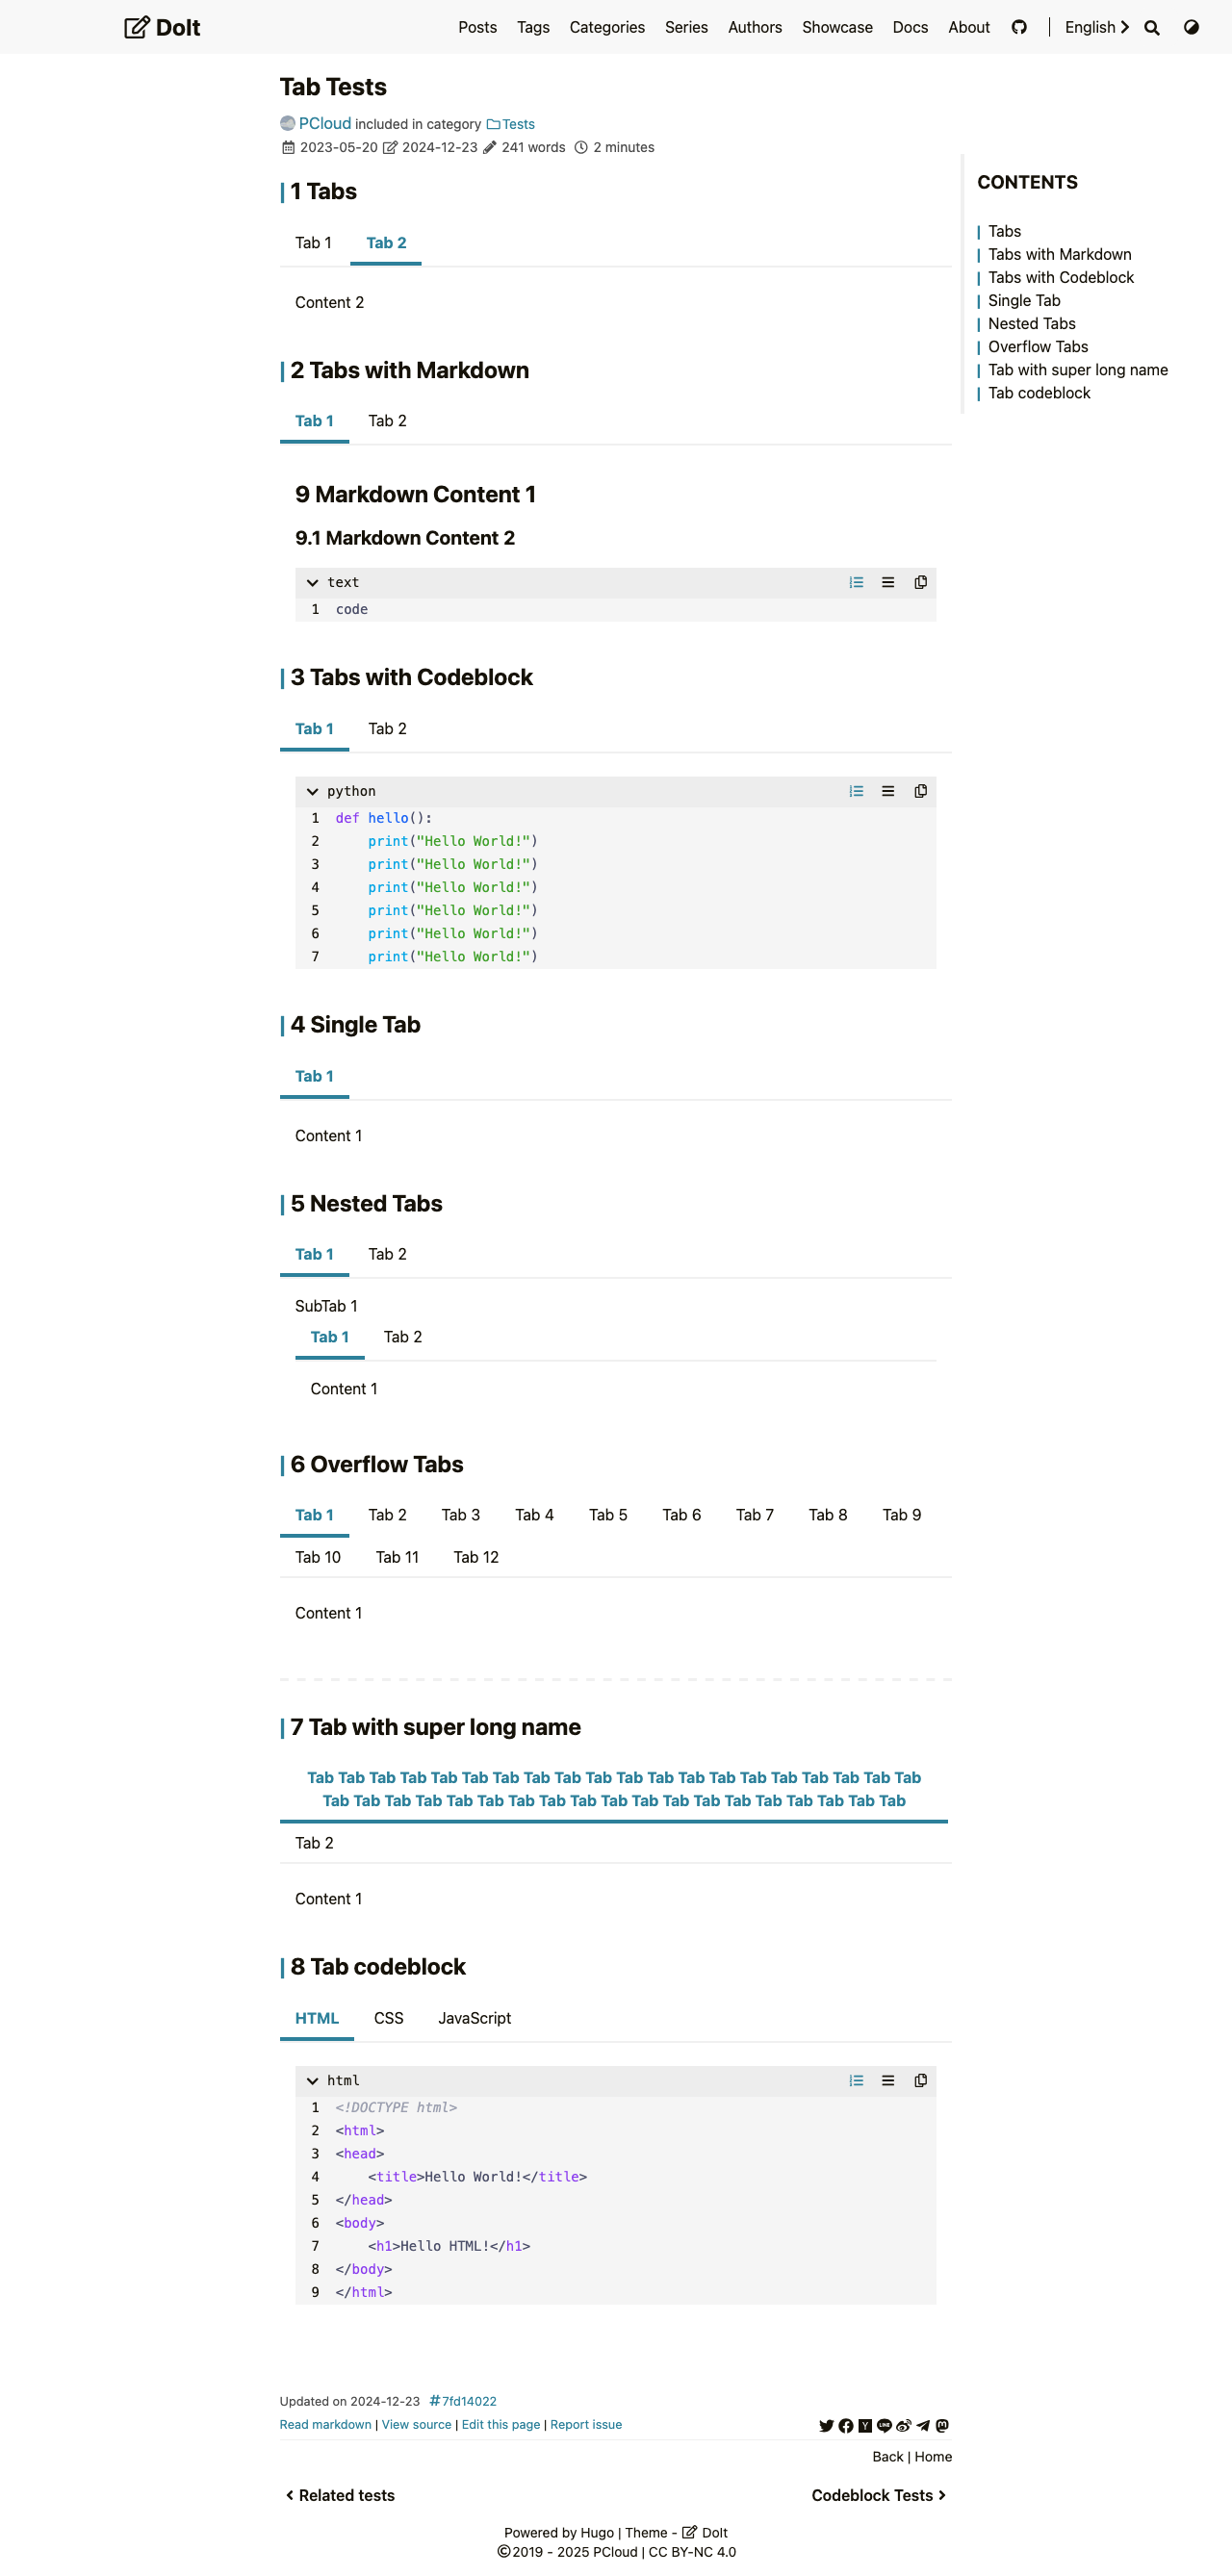 DoIt Posts Tags Categories Series Authors Showcase Docs About English
Tab Tests
PCloud included in category Tests
2023-05-20 2024-12-23 241 words 2 minutes
CONTENTS
Tabs
Tabs with Markdown
Tabs with Codeblock
Single Tab
Nested Tabs
Overflow Tabs
Tab with super long name
Tab codeblock
1 Tabs
Tab 1 Tab 2
Content 2
2 Tabs with Markdown
Tab 1 Tab 2
9 Markdown Content 1
9.1 Markdown Content 2
text
1 code
3 Tabs with Codeblock
Tab 1 Tab 2
python
1 def hello():
2     print("Hello World!")
3     print("Hello World!")
4     print("Hello World!")
5     print("Hello World!")
6     print("Hello World!")
7     print("Hello World!")
4 Single Tab
Tab 1
Content 1
5 Nested Tabs
Tab 1 Tab 2
SubTab 1
Tab 1 Tab 2
Content 1
6 Overflow Tabs
Tab 1 Tab 2 Tab 3 Tab 4 Tab 5 Tab 6 Tab 7 Tab 8 Tab 9
Tab 10 Tab 11 Tab 12
Content 1
7 Tab with super long name
Tab Tab Tab Tab Tab Tab Tab Tab Tab Tab Tab Tab Tab Tab Tab Tab Tab Tab Tab Tab
Tab Tab Tab Tab Tab Tab Tab Tab Tab Tab Tab Tab Tab Tab Tab Tab Tab Tab Tab
Tab 2
Content 1
8 Tab codeblock
HTML CSS JavaScript
html
1 <!DOCTYPE html>
2 <html>
3 <head>
4     <title>Hello World!</title>
5 </head>
6 <body>
7     <h1>Hello HTML!</h1>
8 </body>
9 </html>
Updated on 2024-12-23 #7fd14022
Read markdown | View source | Edit this page | Report issue
Back | Home
Related tests Codeblock Tests
Powered by Hugo | Theme - DoIt
©2019 - 2025 PCloud | CC BY-NC 4.0